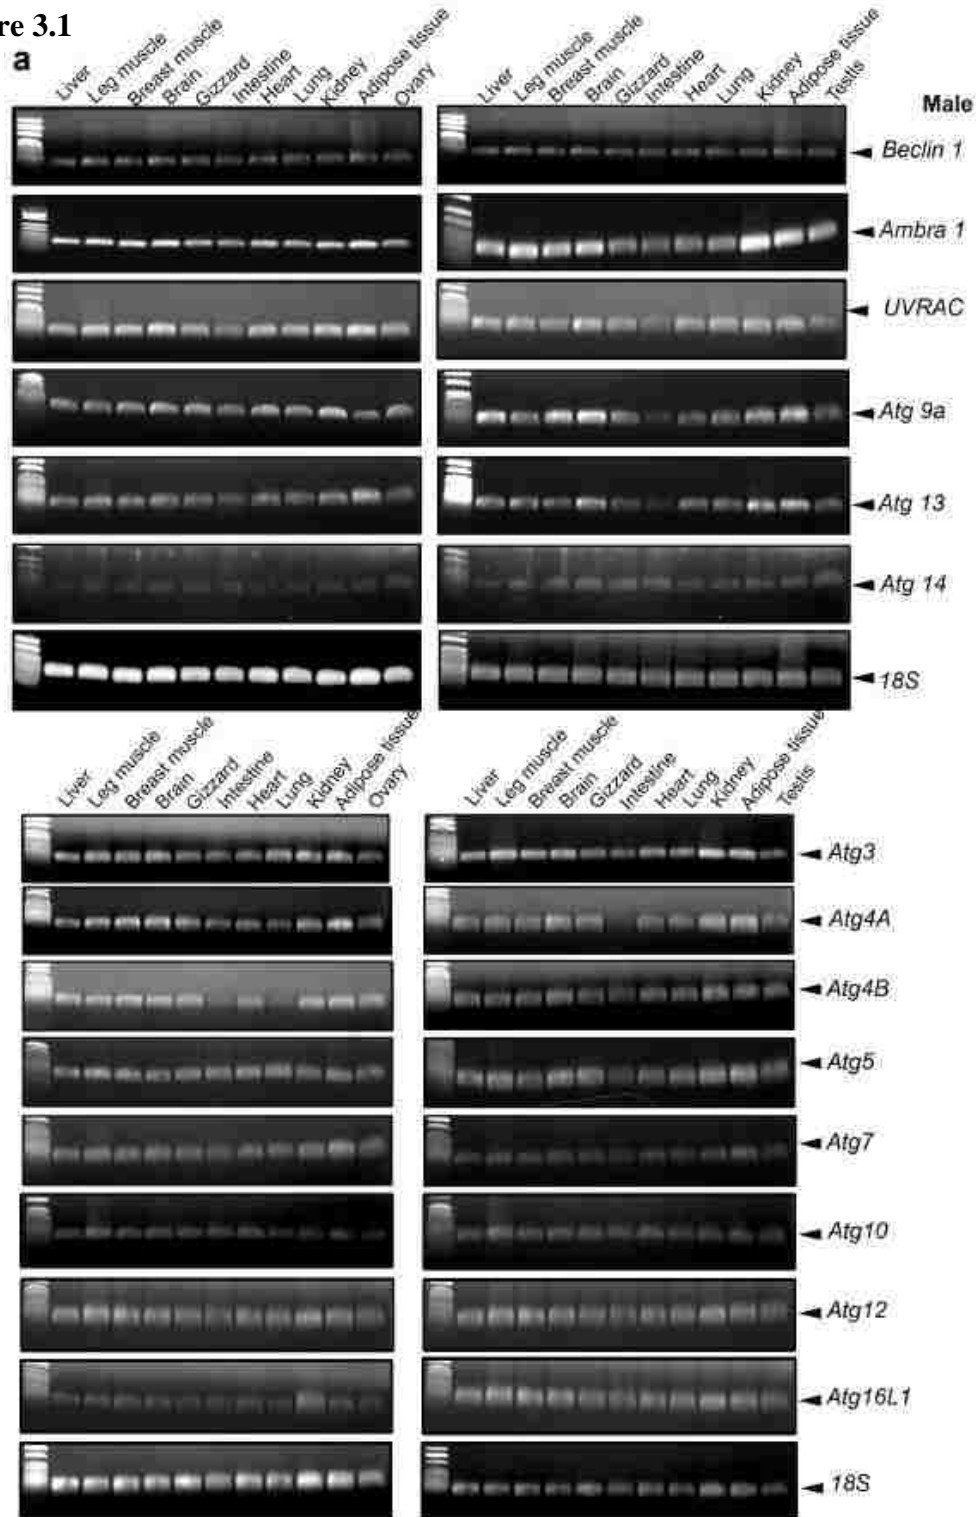 re 3.1
a
Liver Leg muscle Breast muscle Brain Gizzard Intestine Heart Lung Kidney Adipose tissue Ovary
Liver Leg muscle Breast muscle Brain Gizzard Intestine Heart Lung Kidney Adipose tissue Testis
Male
Beclin 1
Ambra 1
UVRAC
Atg 9a
Atg 13
Atg 14
18S
Liver Leg muscle Breast muscle Brain Gizzard Intestine Heart Lung Kidney Adipose tissue Ovary
Liver Leg muscle Breast muscle Brain Gizzard Intestine Heart Lung Kidney Adipose tissue Testis
Atg3
Atg4A
Atg4B
Atg5
Atg7
Atg10
Atg12
Atg16L1
18S